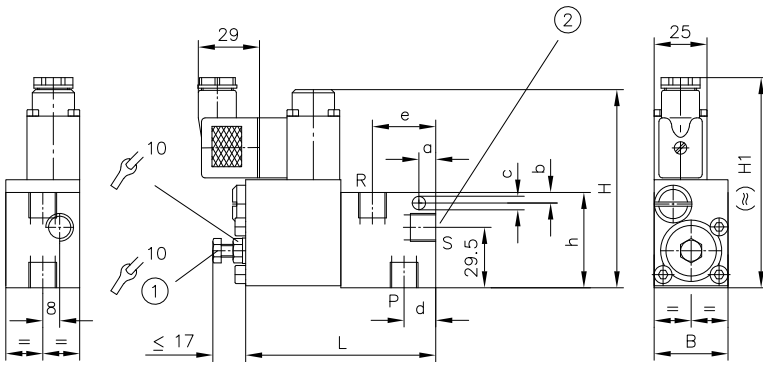 29
2
25
10
e
a
R
c
b
H
H1
(≈)
S
h
29.5
10
1
P
d
8
= =
≤ 17
L
= =
B